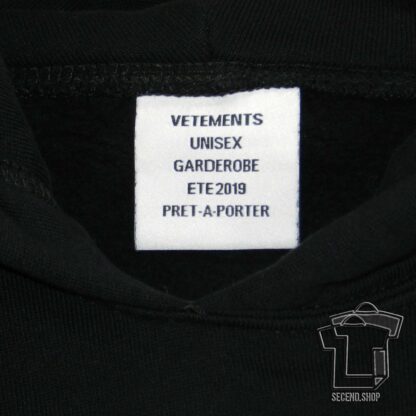 VETEMENTS
UNISEX
GARDEROBE
ETE2019
PRET-A-PORTER
SECEND.SHOP